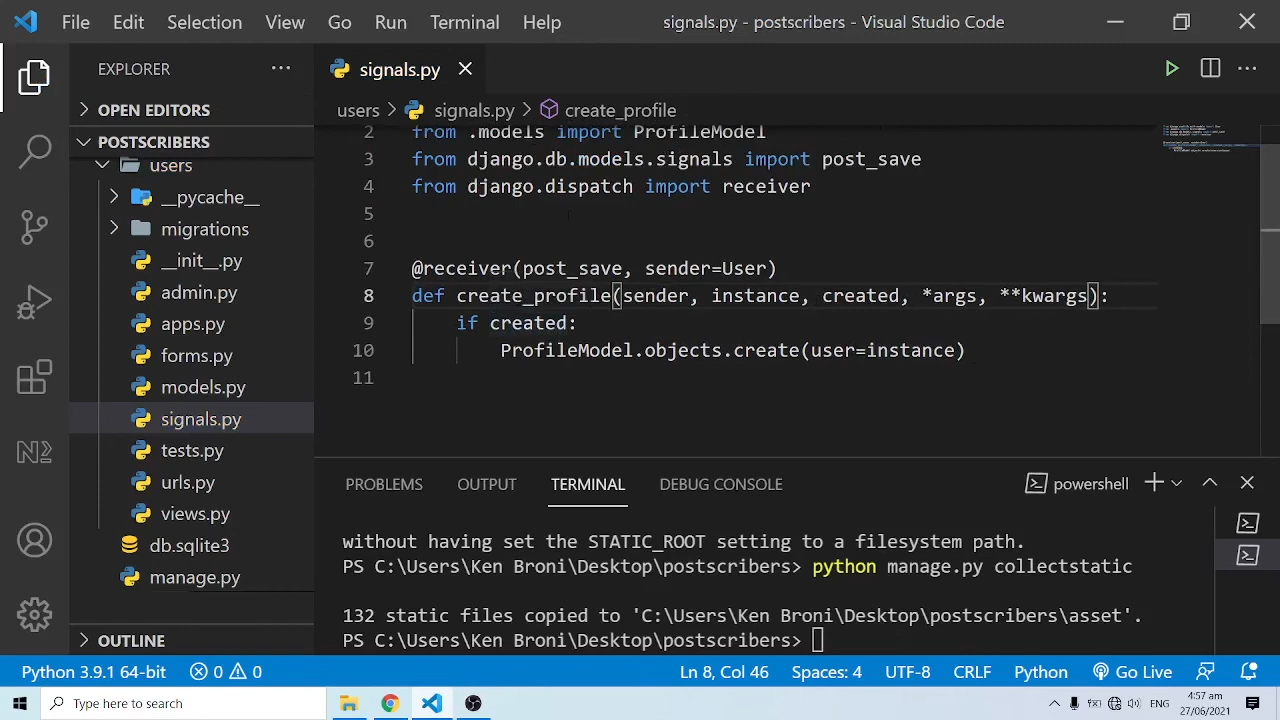 File Edit Selection View Go Run Terminal Help signals.py - postscribers - Visual Studio Code
EXPLORER
OPEN EDITORS
POSTSCRIBERS
users
__pycache__
migrations
__init__.py
admin.py
apps.py
forms.py
models.py
signals.py
tests.py
urls.py
views.py
db.sqlite3
manage.py
OUTLINE
signals.py
users signals.py create_profile
2 from .models import ProfileModel
3 from django.db.models.signals import post_save
4 from django.dispatch import receiver
5
6
7 @receiver(post_save, sender=User)
8 def create_profile(sender, instance, created, *args, **kwargs):
9 if created:
10 ProfileModel.objects.create(user=instance)
11
PROBLEMS OUTPUT TERMINAL DEBUG CONSOLE powershell
without having set the STATIC_ROOT setting to a filesystem path.
PS C:\Users\Ken Broni\Desktop\postscribers> python manage.py collectstatic
132 static files copied to 'C:\Users\Ken Broni\Desktop\postscribers\asset'.
PS C:\Users\Ken Broni\Desktop\postscribers>
Python 3.9.1 64-bit 0 0 Ln 8, Col 46 Spaces: 4 UTF-8 CRLF Python Go Live
Type here to search
ENG
4:57 am
27/06/2021